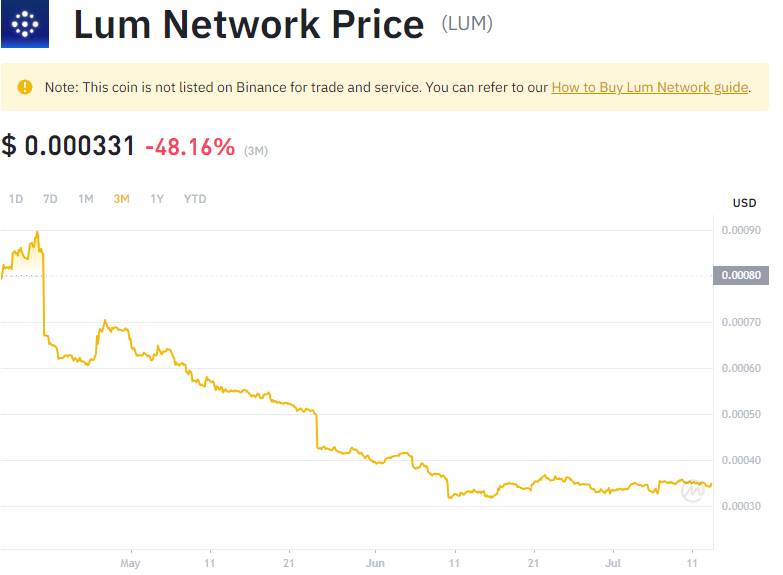 Lum Network Price (LUM)
Note: This coin is not listed on Binance for trade and service. You can refer to our How to Buy Lum Network guide.
$ 0.000331 -48.16% (3M)
1D 7D 1M 3M 1Y YTD
USD
0.00090
0.00080
0.00070
0.00060
0.00050
0.00040
0.00030
May 11 21 Jun 11 21 Jul 11